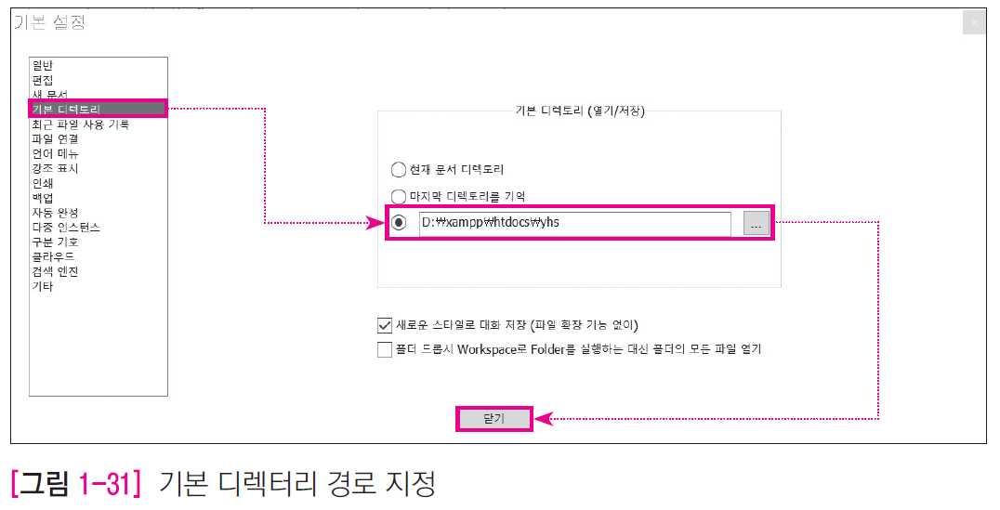 기본 설정
일반
편집
새 문서
기본 디렉토리
최근 파일 사용 기록
파일 연결
언어 메뉴
강조 표시
인쇄
백업
자동 완성
다중 인스턴스
구분 기호
클라우드
검색 엔진
기타
기본 디렉토리 (열기/저장)
현재 문서 디렉토리
마지막 디렉토리를 기억
D:₩xampp₩htdocs₩yhs
...
새로운 스타일로 대화 저장 (파일 확장 기능 없이)
폴더 드롭시 Workspace로 Folder를 실행하는 대신 폴더의 모든 파일 열기
닫기
[그림 1-31] 기본 디렉터리 경로 지정